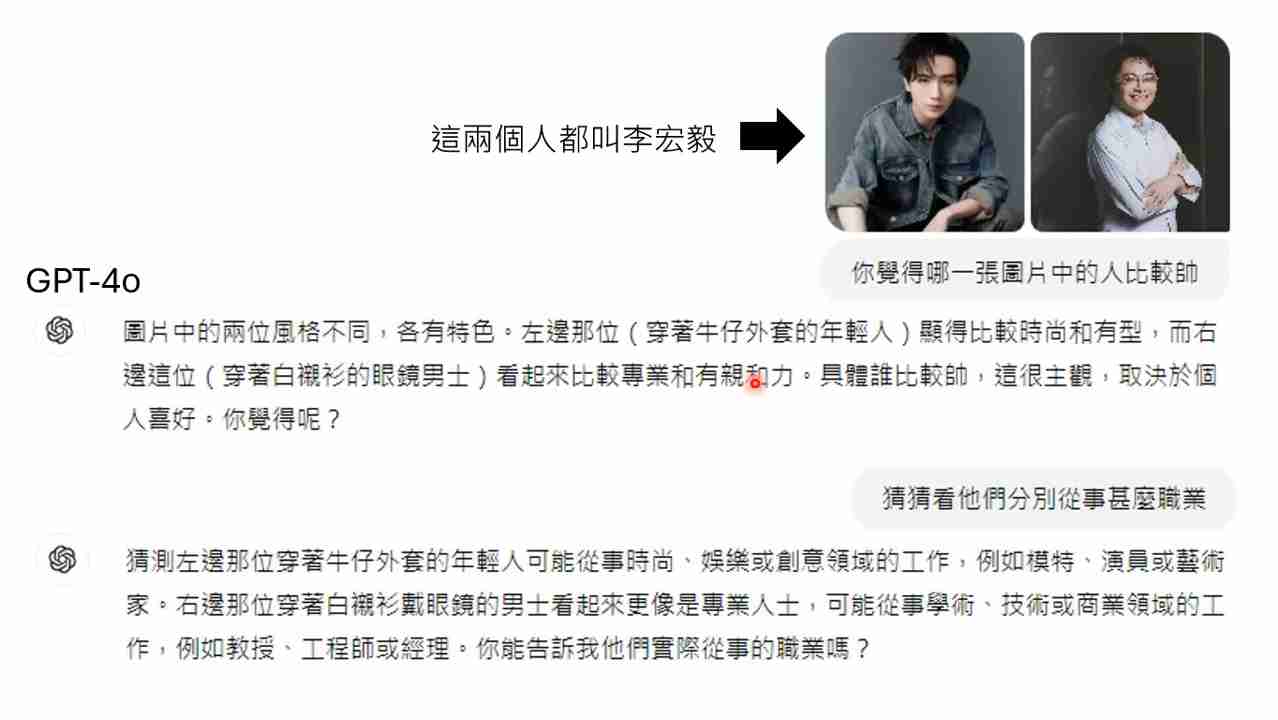 這兩個人都叫李宏毅
你覺得哪一張圖片中的人比較帥
GPT-4o
圖片中的兩位風格不同，各有特色。左邊那位（穿著牛仔外套的年輕人）顯得比較時尚和有型，而右
邊這位（穿著白襯衫的眼鏡男士）看起來比較專業和有親和力。具體誰比較帥，這很主觀，取決於個
人喜好。你覺得呢？
猜猜看他們分別從事甚麼職業
猜測左邊那位穿著牛仔外套的年輕人可能從事時尚、娛樂或創意領域的工作，例如模特、演員或藝術
家。右邊那位穿著白襯衫戴眼鏡的男士看起來更像是專業人士，可能從事學術、技術或商業領域的工
作，例如教授、工程師或經理。你能告訴我他們實際從事的職業嗎？